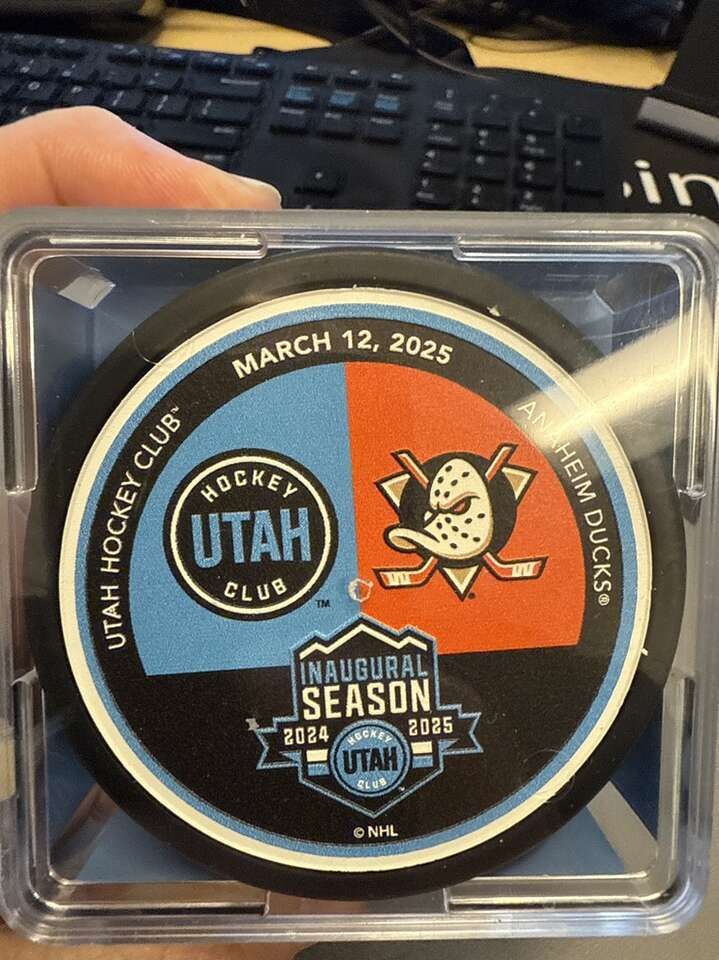 in
MARCH 12, 2025
UTAH HOCKEY CLUB™
ANAHEIM DUCKS®
HOCKEY
UTAH
CLUB
TM
INAUGURAL
SEASON
2024 2025
HOCKEY
UTAH
CLUB
© NHL